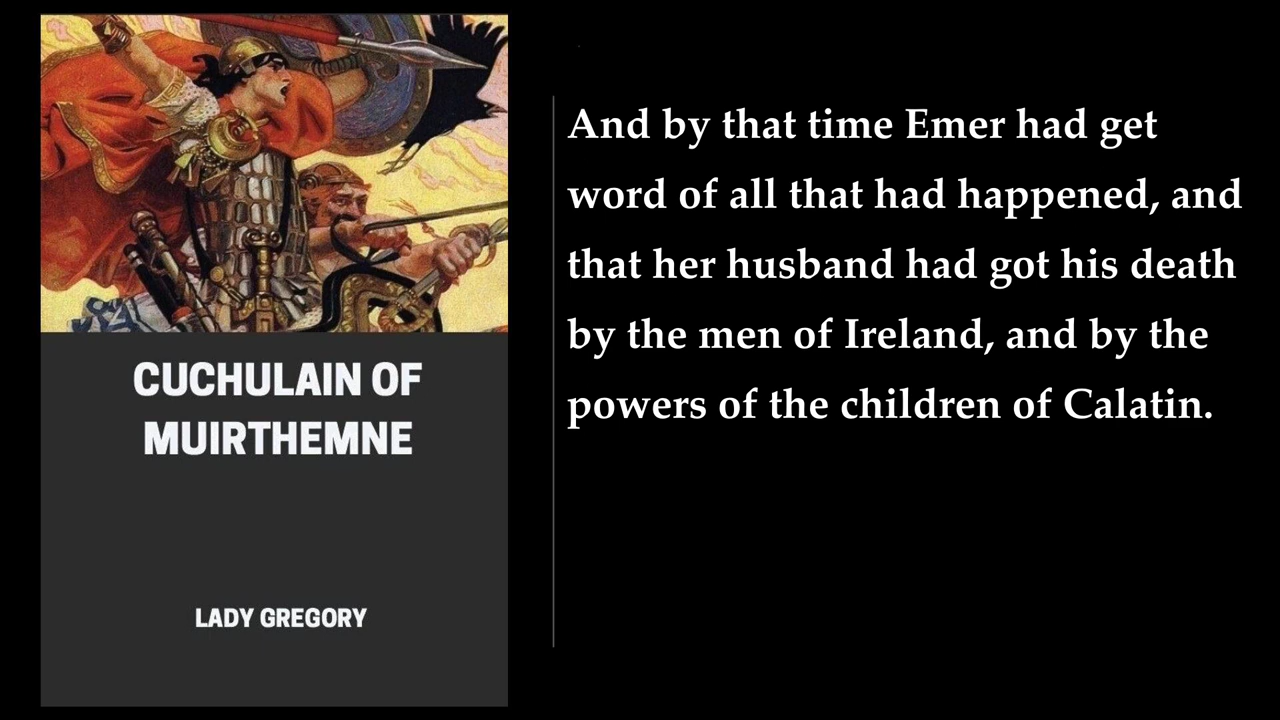 CUCHULAIN OF
MUIRTHEMNE
LADY GREGORY
And by that time Emer had get
word of all that had happened, and
that her husband had got his death
by the men of Ireland, and by the
powers of the children of Calatin.